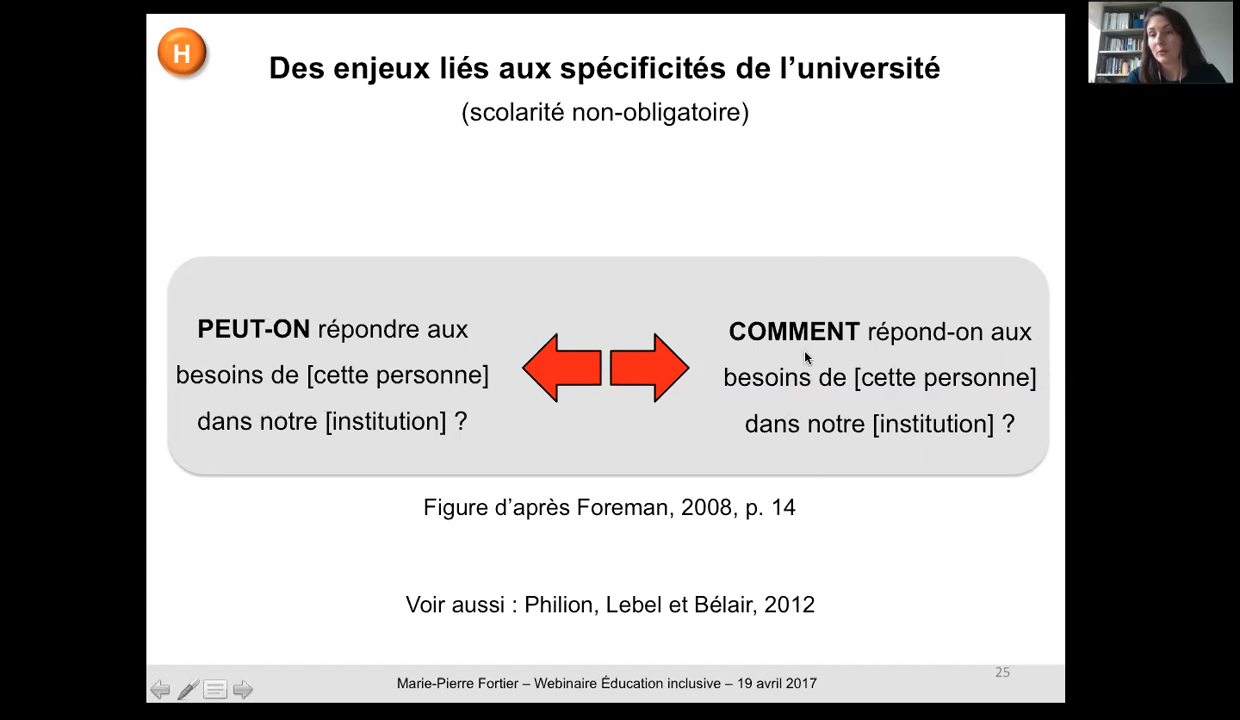 H
Des enjeux liés aux spécificités de l’université
(scolarité non-obligatoire)
PEUT-ON répondre aux
besoins de [cette personne]
dans notre [institution] ?
COMMENT répond-on aux
besoins de [cette personne]
dans notre [institution] ?
Figure d’après Foreman, 2008, p. 14
Voir aussi : Philion, Lebel et Bélair, 2012
Marie-Pierre Fortier – Webinaire Éducation inclusive – 19 avril 2017
25